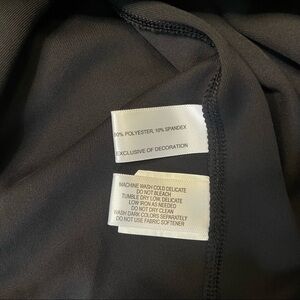 90% POLYESTER, 10% SPANDEX
EXCLUSIVE OF DECORATION
MACHINE WASH COLD DELICATE
DO NOT BLEACH
TUMBLE DRY LOW, DELICATE
LOW IRON AS NEEDED
DO NOT DRY CLEAN
WASH DARK COLORS SEPARATELY
DO NOT USE FABRIC SOFTENER